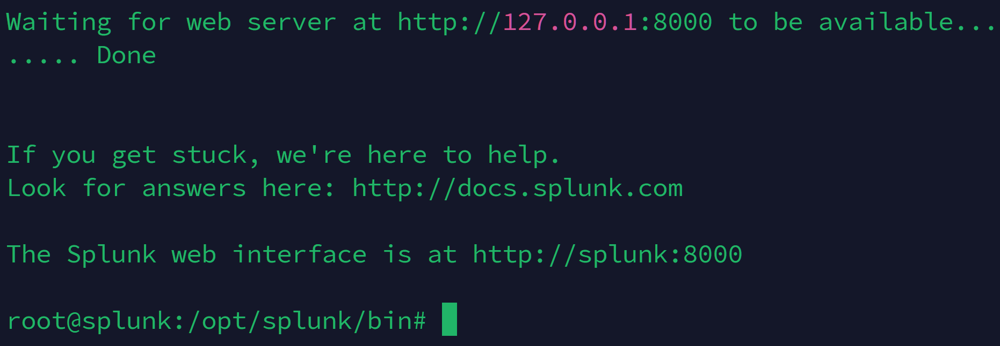 Waiting for web server at http://127.0.0.1:8000 to be available...
..... Done
If you get stuck, we're here to help.
Look for answers here: http://docs.splunk.com
The Splunk web interface is at http://splunk:8000
root@splunk:/opt/splunk/bin#